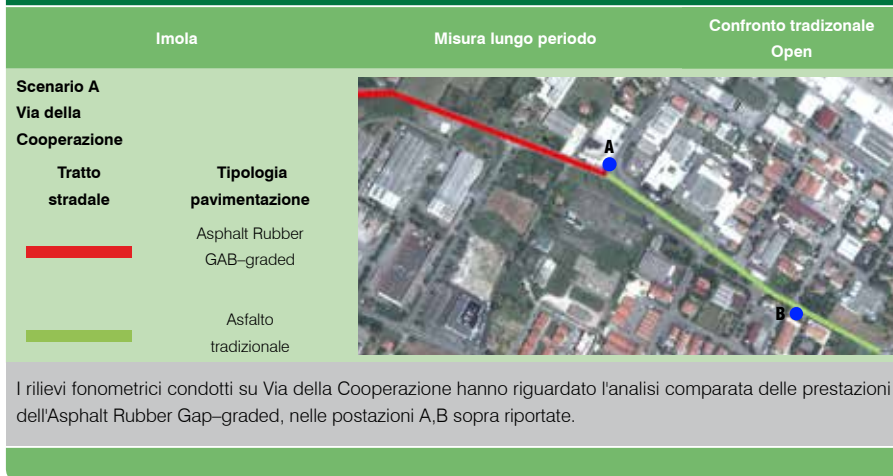 Imola
Misura lungo periodo
Confronto tradizonale
Open
Scenario A
Via della
Cooperazione
Tratto
stradale
Tipologia
pavimentazione
Asphalt Rubber
GAB–graded
Asfalto
tradizionale
A
B
I rilievi fonometrici condotti su Via della Cooperazione hanno riguardato l'analisi comparata delle prestazioni
dell'Asphalt Rubber Gap–graded, nelle postazioni A,B sopra riportate.